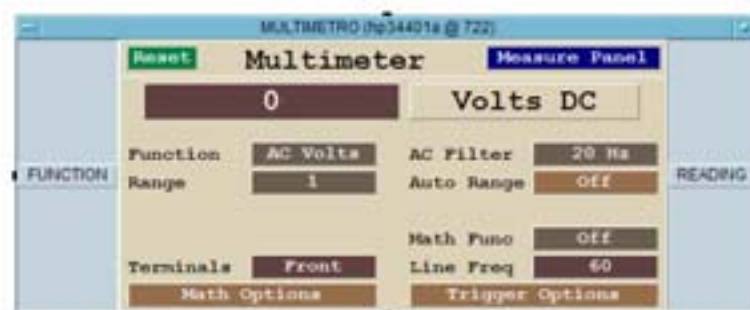 MULTIMETRO (hp34401a @ 722)
Reset Multimeter Measure Panel
0 Volts DC
Function AC Volts AC Filter 20 Hz
FUNCTION Range 1 Auto Range Off READING
Math Func Off
Terminals Front Line Freq 60
Math Options Trigger Options